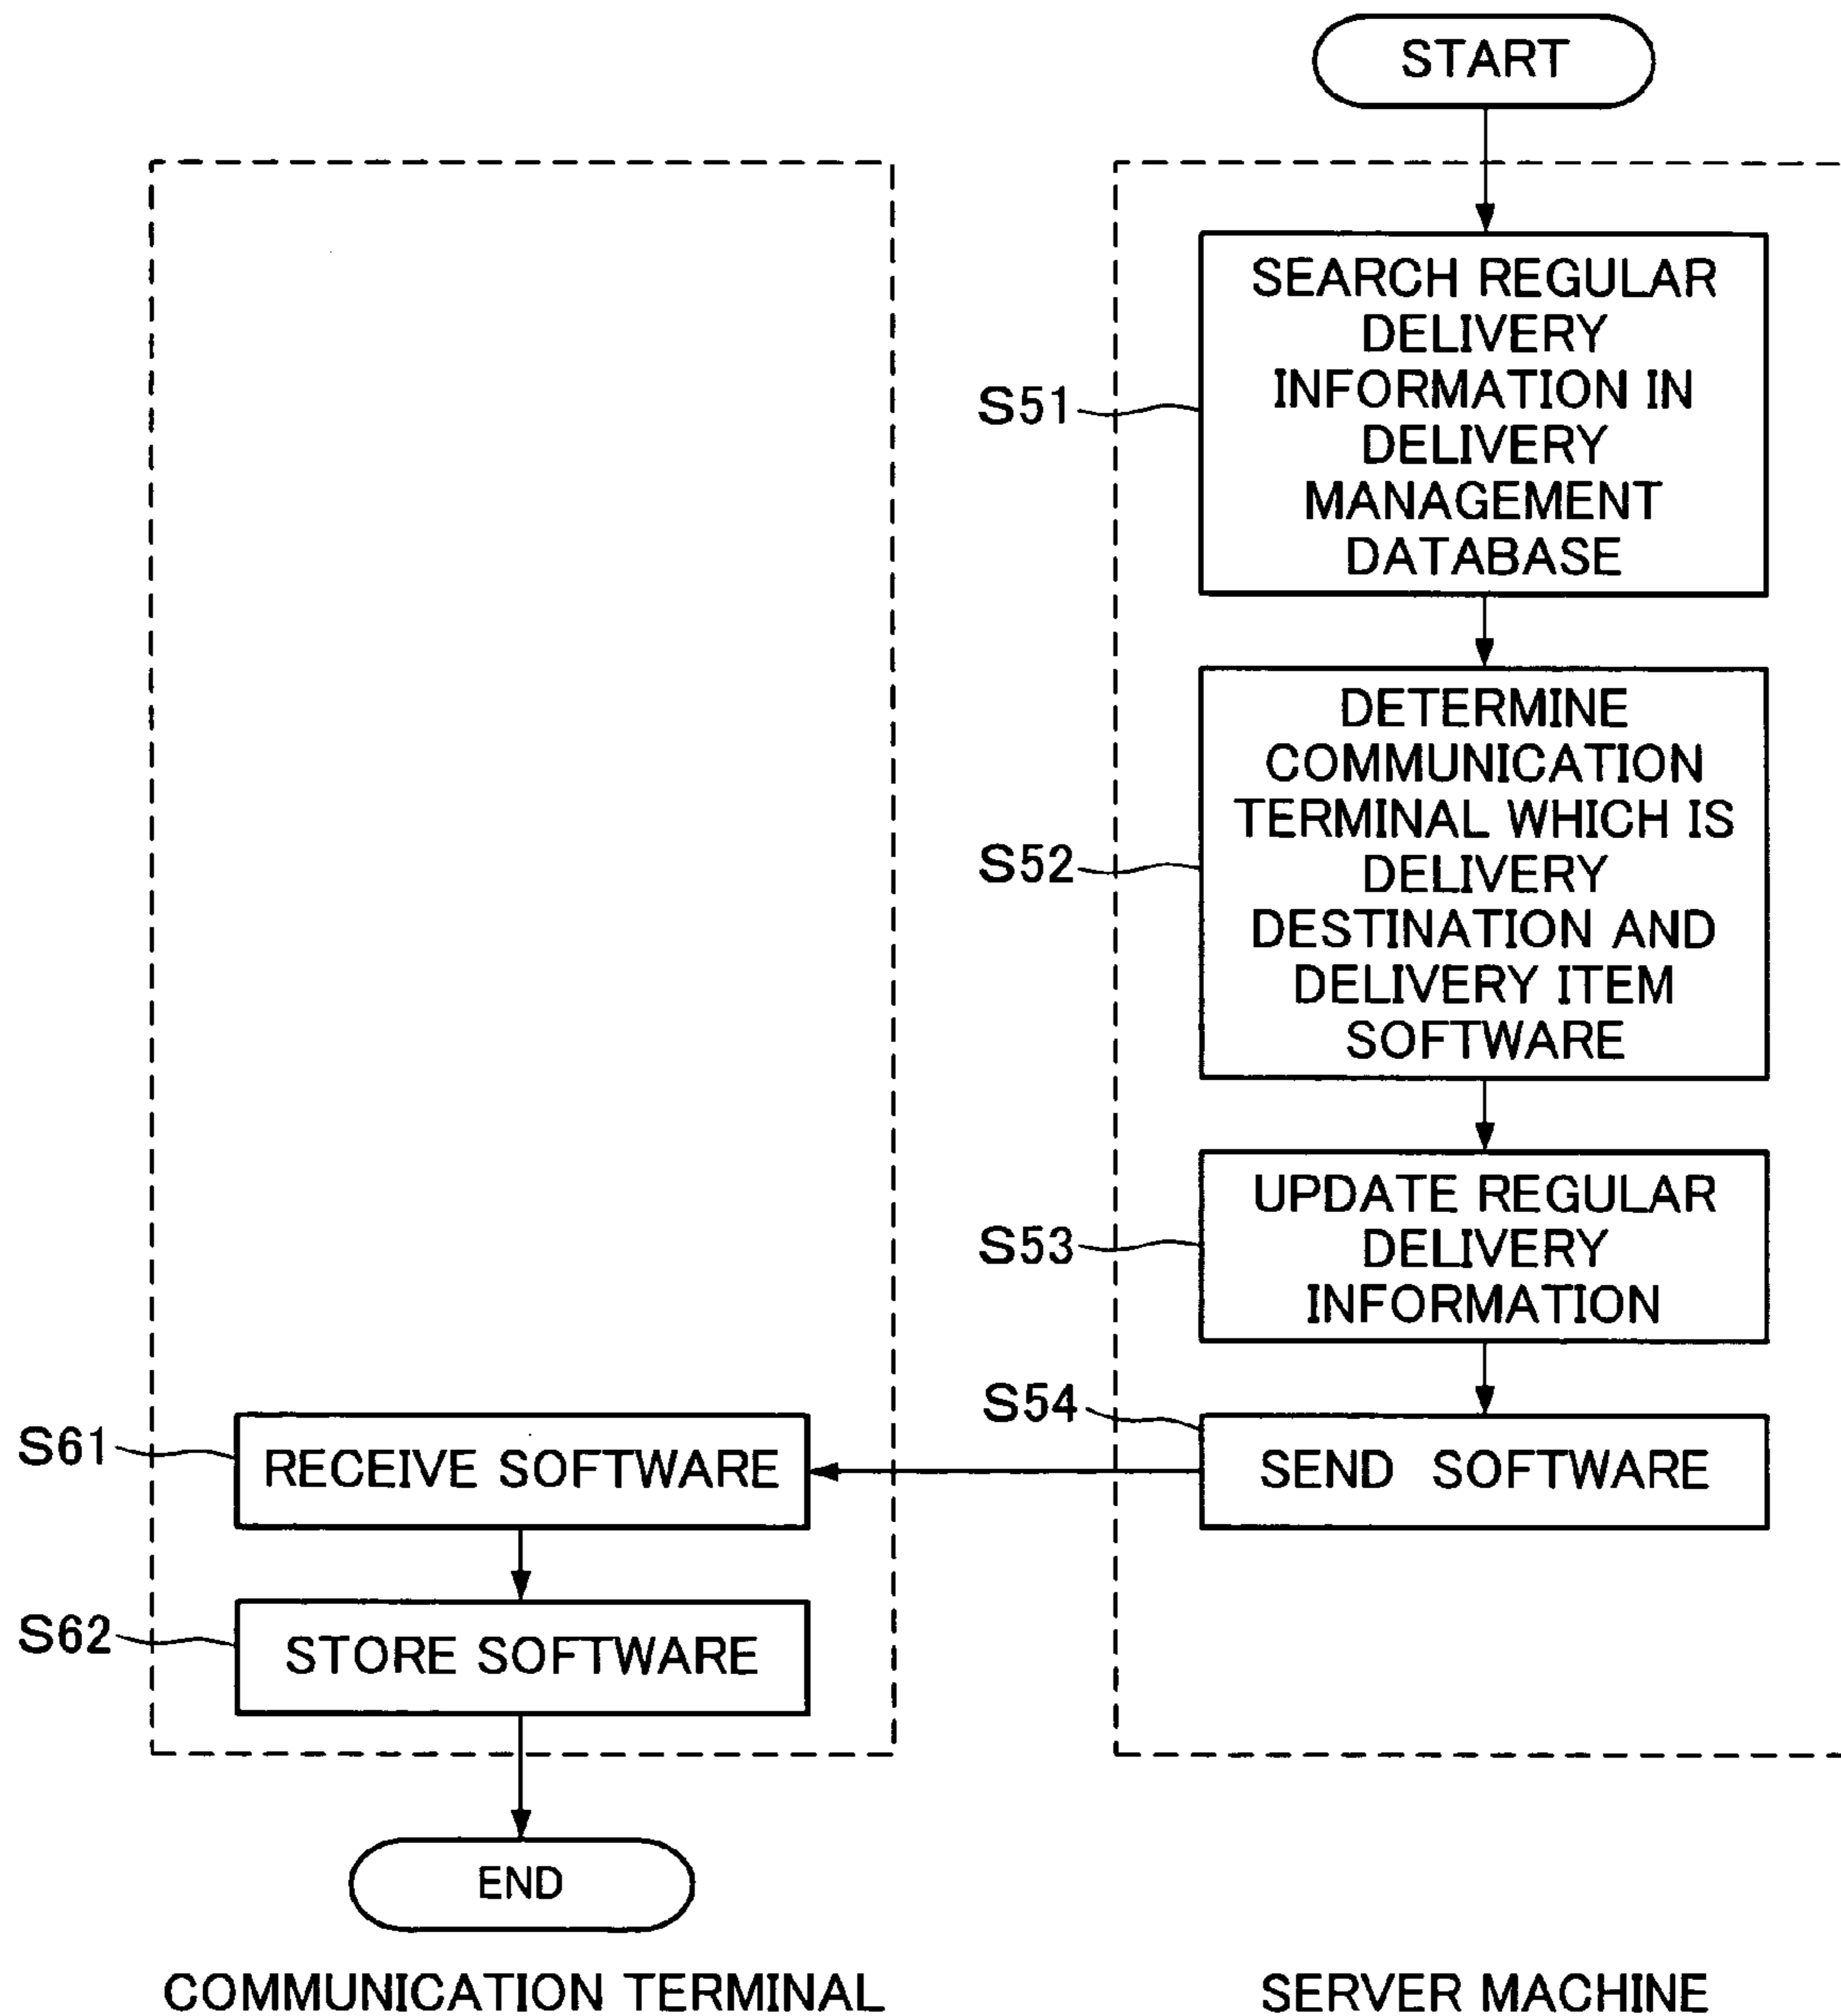 START
S51
SEARCH REGULAR
DELIVERY
INFORMATION IN
DELIVERY
MANAGEMENT
DATABASE
S52
DETERMINE
COMMUNICATION
TERMINAL WHICH IS
DELIVERY
DESTINATION AND
DELIVERY ITEM
SOFTWARE
S53
UPDATE REGULAR
DELIVERY
INFORMATION
S54
SEND SOFTWARE
S61
RECEIVE SOFTWARE
S62
STORE SOFTWARE
END
COMMUNICATION TERMINAL
SERVER MACHINE